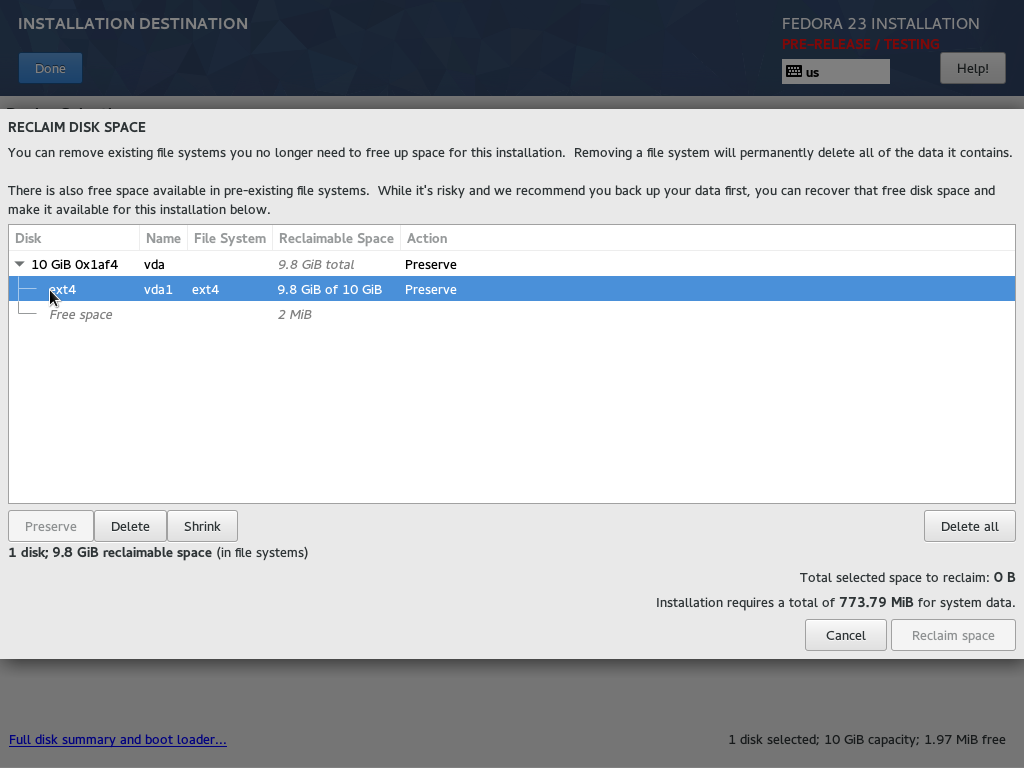 INSTALLATION DESTINATION
FEDORA 23 INSTALLATION
PRE-RELEASE / TESTING
Done
us
Help!
RECLAIM DISK SPACE
You can remove existing file systems you no longer need to free up space for this installation.  Removing a file system will permanently delete all of the data it contains.
There is also free space available in pre-existing file systems.  While it's risky and we recommend you back up your data first, you can recover that free disk space and
make it available for this installation below.
Disk Name File System Reclaimable Space Action
10 GiB 0x1af4 vda 9.8 GiB total Preserve
ext4 vda1 ext4 9.8 GiB of 10 GiB Preserve
Free space 2 MiB
Preserve Delete Shrink Delete all
1 disk; 9.8 GiB reclaimable space (in file systems)
Total selected space to reclaim: 0 B
Installation requires a total of 773.79 MiB for system data.
Cancel Reclaim space
Full disk summary and boot loader... 1 disk selected; 10 GiB capacity; 1.97 MiB free